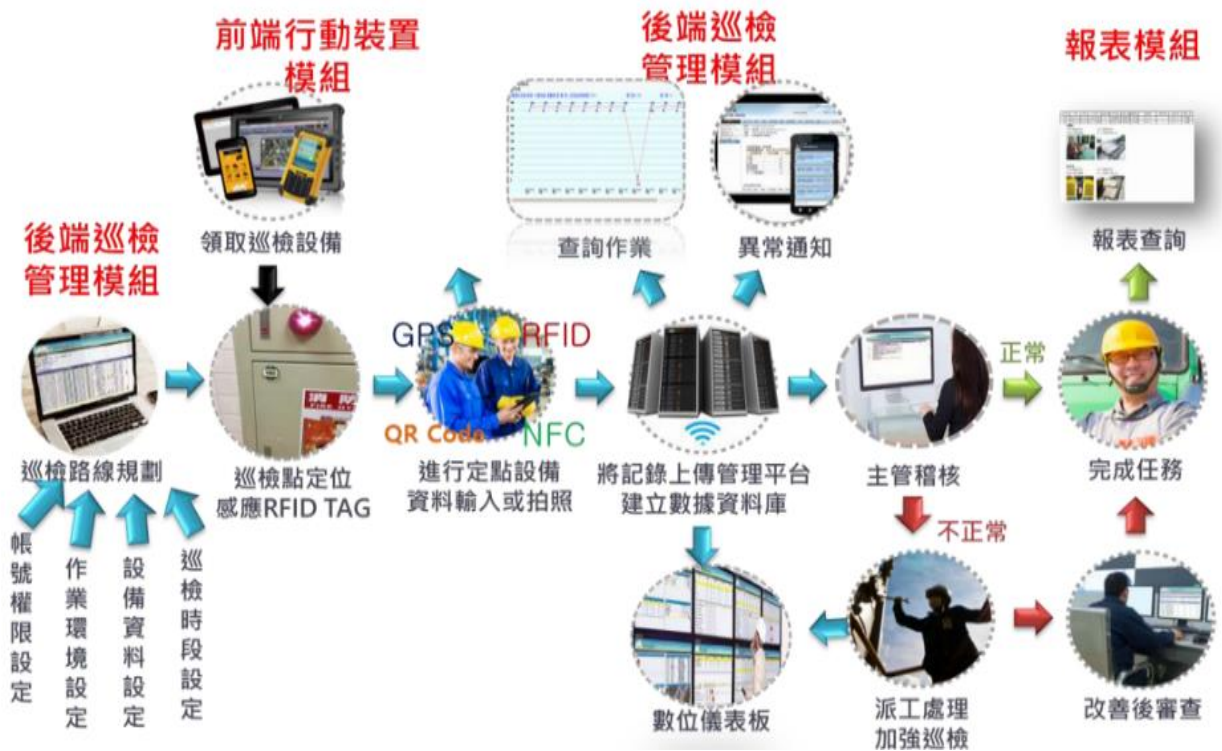 前端行動裝置
模組
後端巡檢
管理模組
報表模組
領取巡檢設備
查詢作業
異常通知
報表查詢
後端巡檢
管理模組
GPS
RFID
QR Code
NFC
消防
正常
巡檢路線規劃
巡檢點定位
感應RFID TAG
進行定點設備
資料輸入或拍照
將記錄上傳管理平台
建立數據資料庫
主管稽核
完成任務
不正常
帳號權限設定
作業環境設定
設備資料設定
巡檢時段設定
數位儀表板
派工處理
加強巡檢
改善後審查